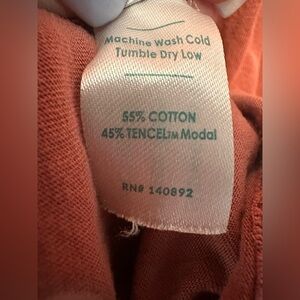 Machine Wash Cold
Tumble Dry Low
55% COTTON
45% TENCEL™ Modal
RN# 140892